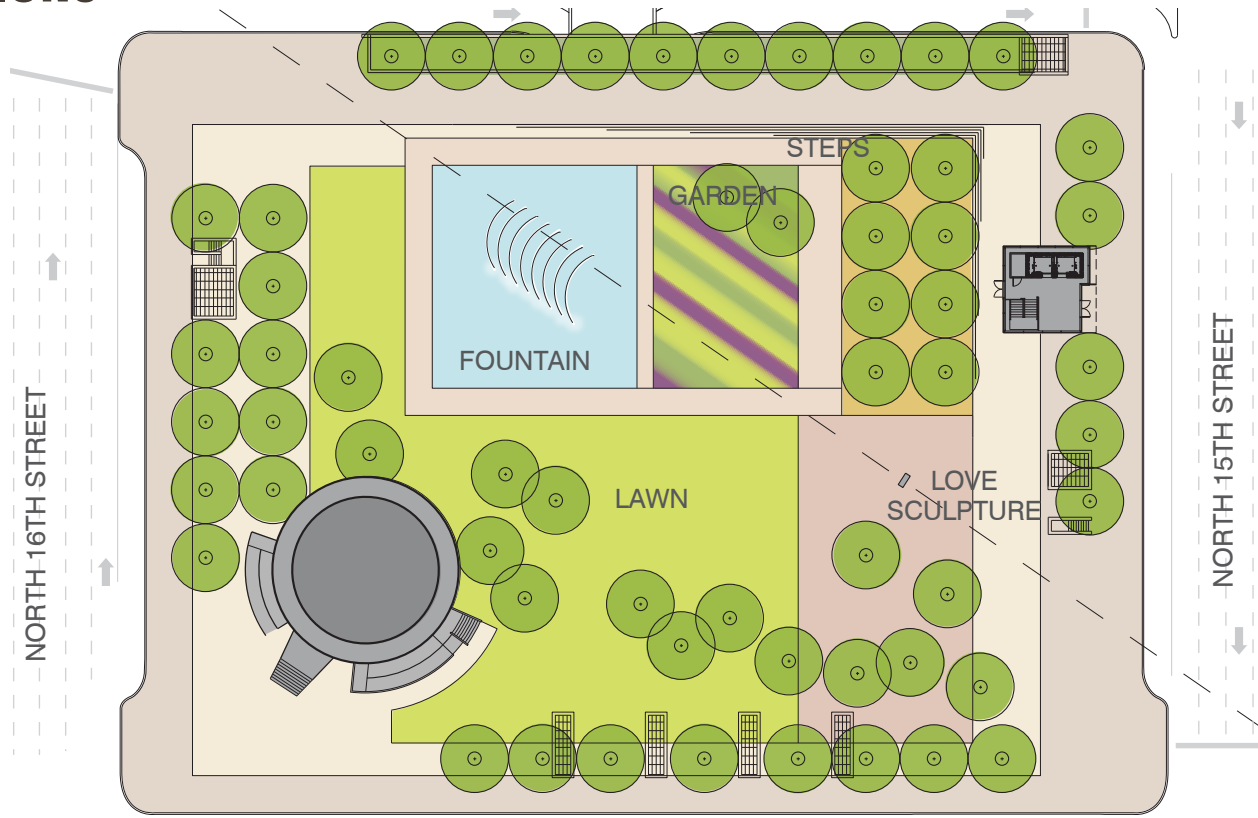 STEPS
GARDEN
FOUNTAIN
LAWN
LOVE
SCULPTURE
NORTH 16TH STREET
NORTH 15TH STREET